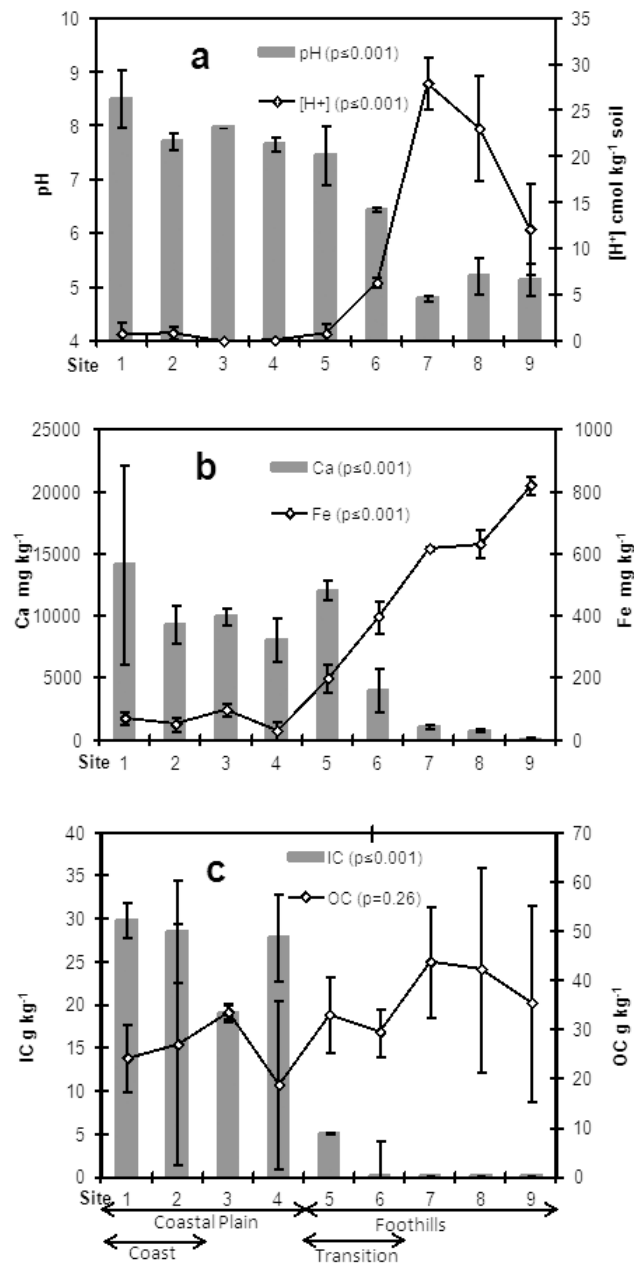 a
pH (p≤0.001)
[H+] (p≤0.001)
pH
10
9
8
7
6
5
4
[H⁺] cmol kg⁻¹ soil
35
30
25
20
15
10
5
0
Site 1 2 3 4 5 6 7 8 9
b
Ca (p≤0.001)
Fe (p≤0.001)
Ca mg kg⁻¹
25000
20000
15000
10000
5000
0
Fe mg kg⁻¹
1000
800
600
400
200
0
Site 1 2 3 4 5 6 7 8 9
c
IC (p≤0.001)
OC (p=0.26)
IC g kg⁻¹
40
35
30
25
20
15
10
5
0
OC g kg⁻¹
70
60
50
40
30
20
10
0
Site 1 2 3 4 5 6 7 8 9
Coastal Plain Foothills
Coast Transition